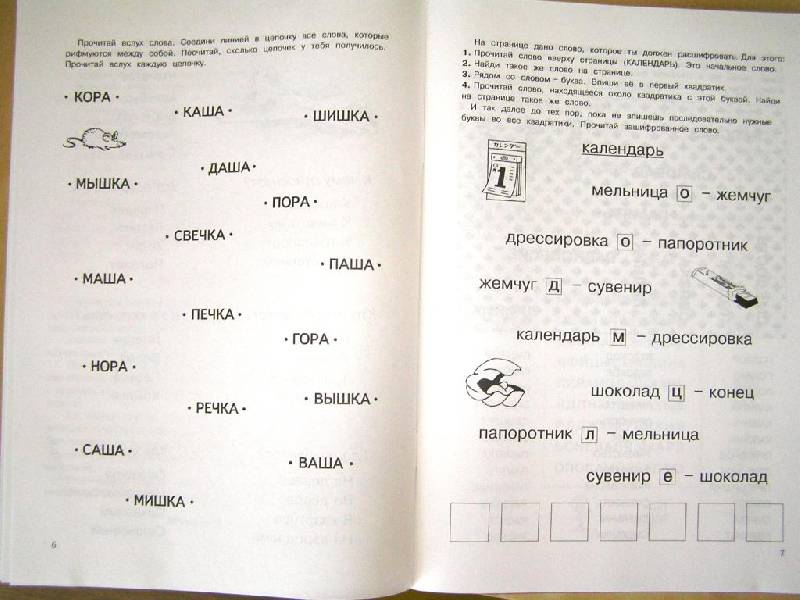 Прочитай вслух слова. Соедини линией в цепочку все слова, которые
рифмуются между собой. Посчитай, сколько цепочек у тебя получилось.
Прочитай вслух каждую цепочку.
• КОРА •
• КАША •
• ШИШКА •
ДАША •
• МЫШКА •
• ПОРА •
• СВЕЧКА •
• ПАША •
• МАША •
• ПЕЧКА •
• ГОРА •
• НОРА •
• РЕЧКА •
• ВЫШКА •
• САША •
• ВАША •
• МИШКА •
6
На странице дано слово, которое ты должен расшифровать. Для этого:
1. Прочитай слово вверху страницы (КАЛЕНДАРЬ). Это начальное слово.
2. Найди такое же слово на странице.
3. Рядом со словом – буква. Впиши её в первый квадратик.
4. Прочитай слово, находящееся около квадратика с этой буквой. Найди
на странице такое же слово.
И так далее до тех пор, пока не впишешь последовательно нужные
буквы во все квадратики. Прочитай зашифрованное слово.
календарь
1
мельница о – жемчуг
дрессировка о – папоротник
жемчуг д – сувенир
календарь м – дрессировка
шоколад ц – конец
папоротник л – мельница
сувенир е – шоколад
7